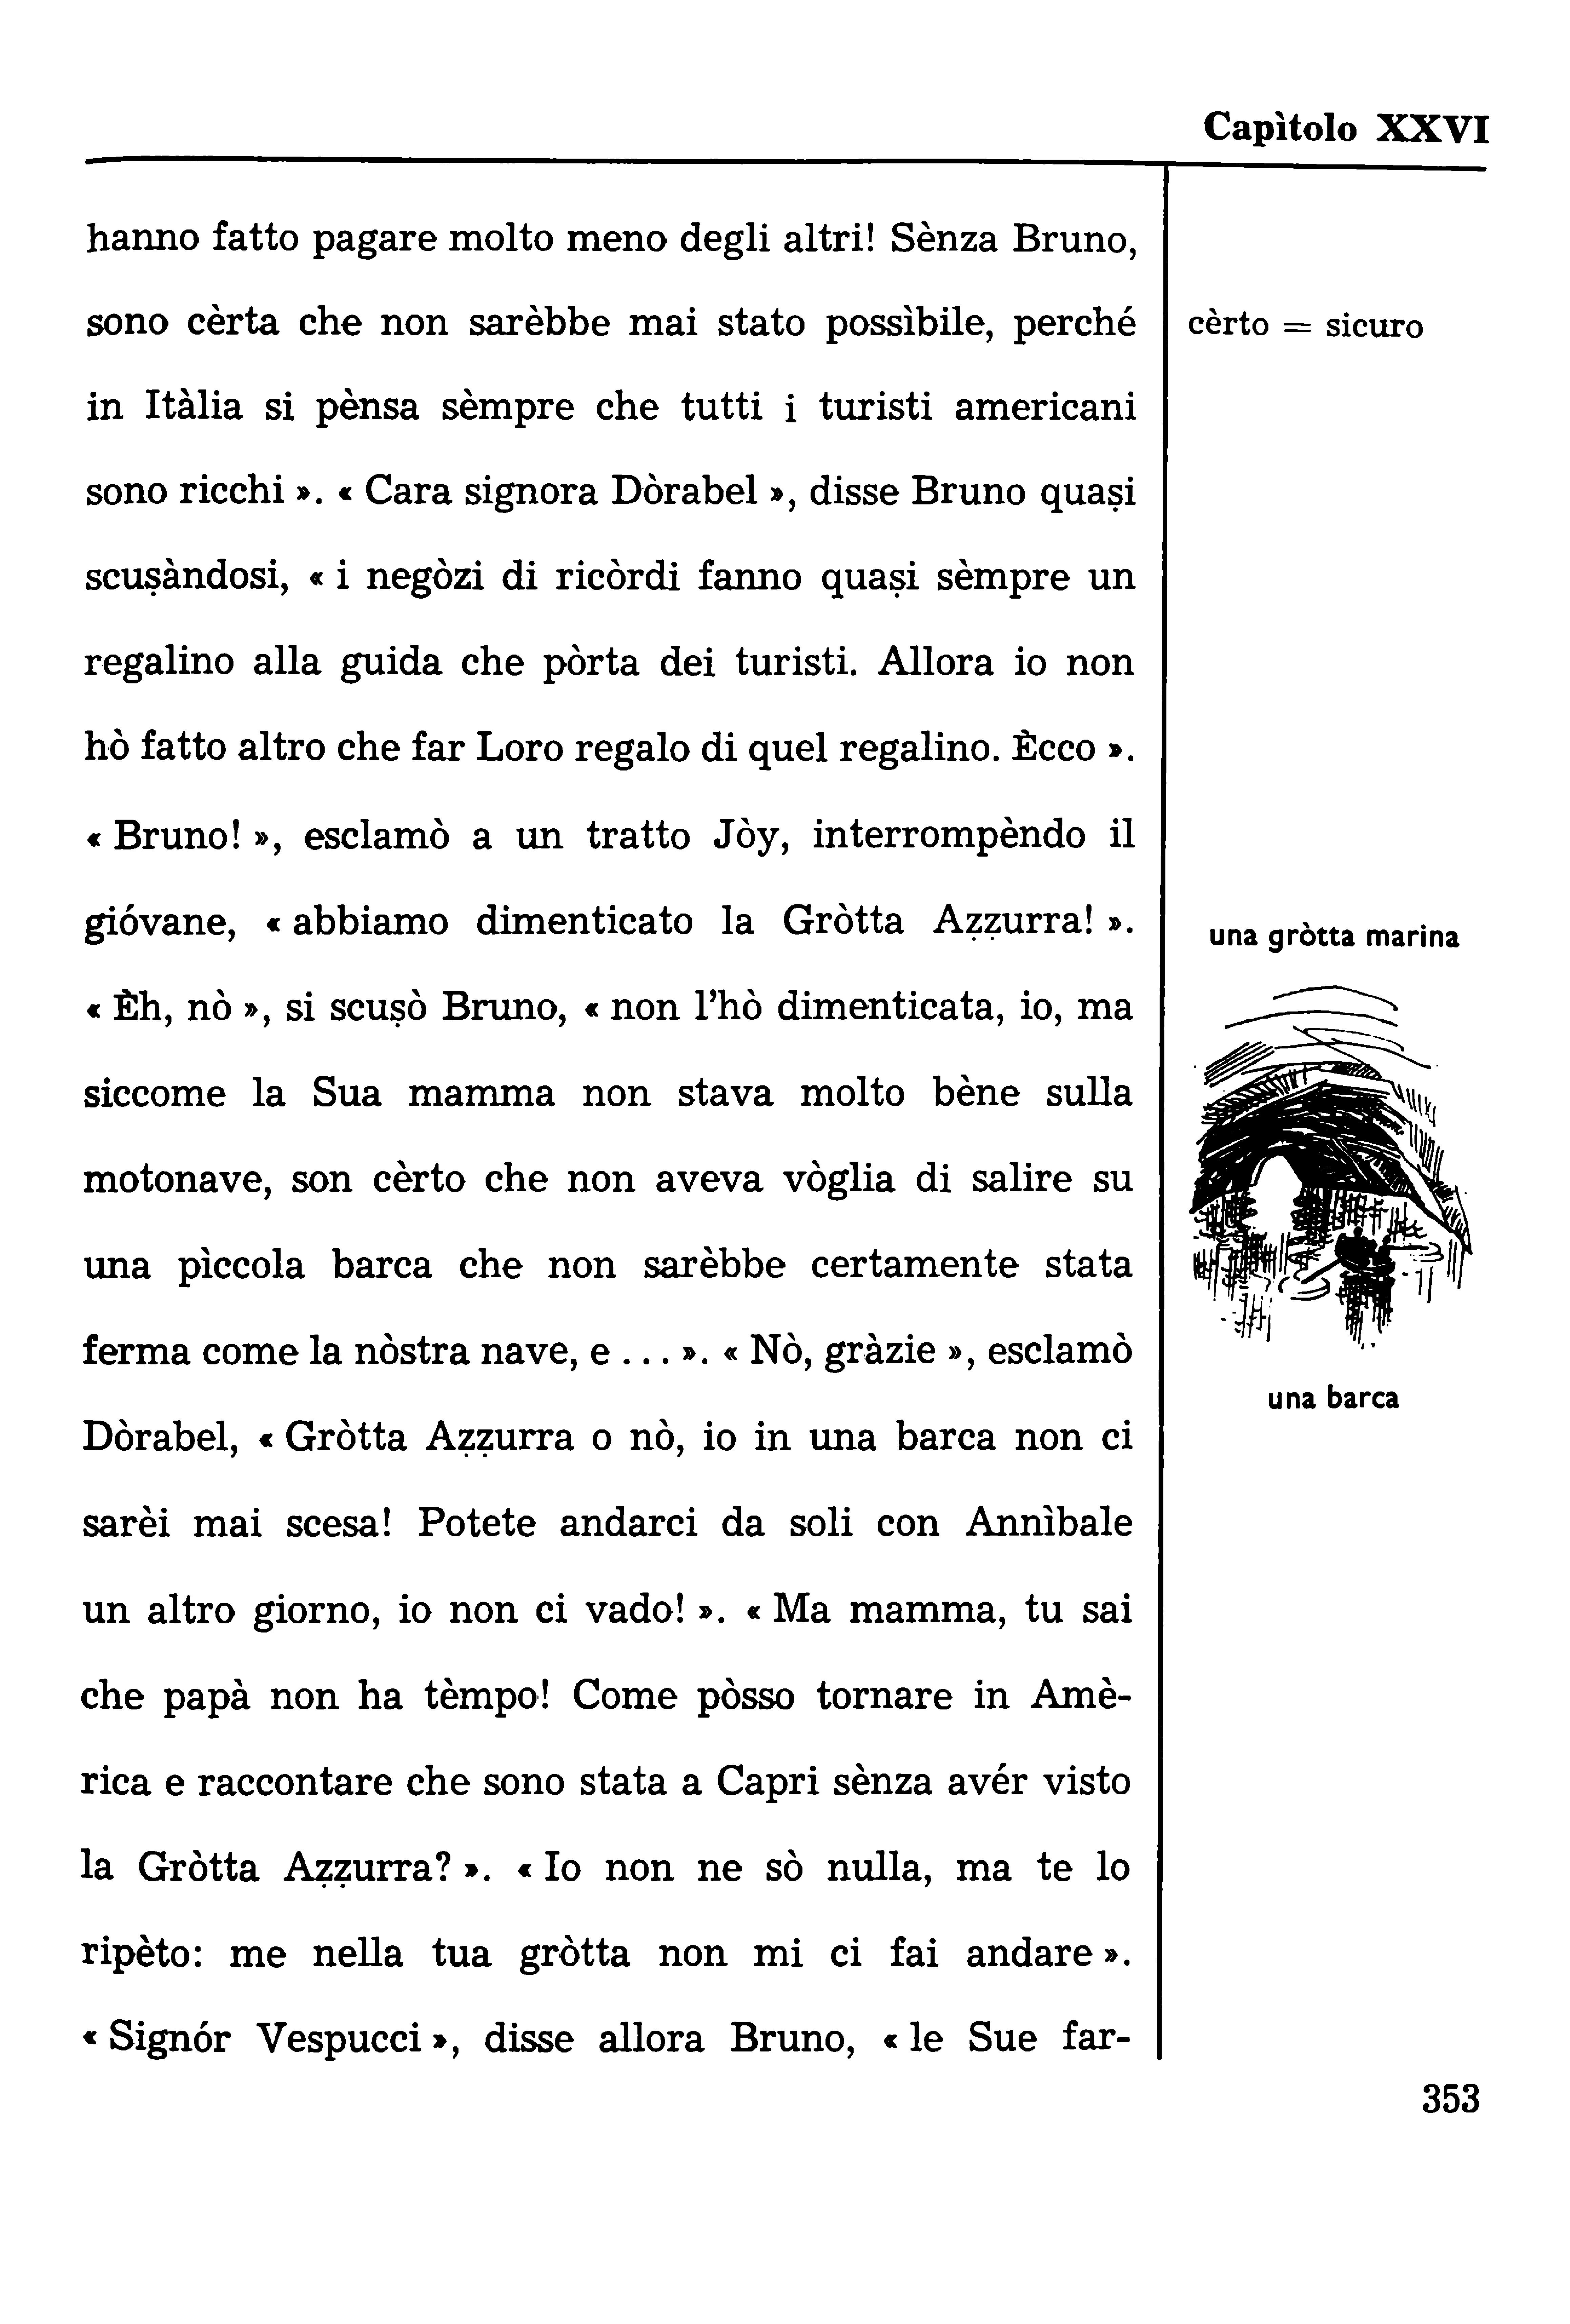 Capìtolo XXVI
hanno fatto pagare molto meno degli altri! Sènza Bruno,
sono cèrta che non sarèbbe mai stato possìbile, perché
in Itàlia si pènsa sèmpre che tutti i turisti americani
sono ricchi ». « Cara signora Dòrabel », disse Bruno quaṣi
scuṣàndosi, « i negòzi di ricòrdi fanno quaṣi sèmpre un
regalino alla guida che pòrta dei turisti. Allora io non
hò fatto altro che far Loro regalo di quel regalino. Ècco ».
« Bruno! », esclamò a un tratto Jòy, interrompèndo il
gióvane, « abbiamo dimenticato la Gròtta Aẓẓurra! ».
« Èh, nò », si scuṣò Bruno, « non l'hò dimenticata, io, ma
siccome la Sua mamma non stava molto bène sulla
motonave, son cèrto che non aveva vòglia di salire su
una pìccola barca che non sarèbbe certamente stata
ferma come la nòstra nave, e . . . ». « Nò, gràzie », esclamò
Dòrabel, « Gròtta Aẓẓurra o nò, io in una barca non ci
sarèi mai scesa! Potete andarci da soli con Annìbale
un altro giorno, io non ci vado! ». « Ma mamma, tu sai
che papà non ha tèmpo! Come pòsso tornare in Amè-
rica e raccontare che sono stata a Capri sènza avér visto
la Gròtta Aẓẓurra? ». « Io non ne sò nulla, ma te lo
ripèto: me nella tua gròtta non mi ci fai andare ».
« Signór Vespucci », disse allora Bruno, « le Sue far-
cèrto = sicuro
una gròtta marina
una barca
353